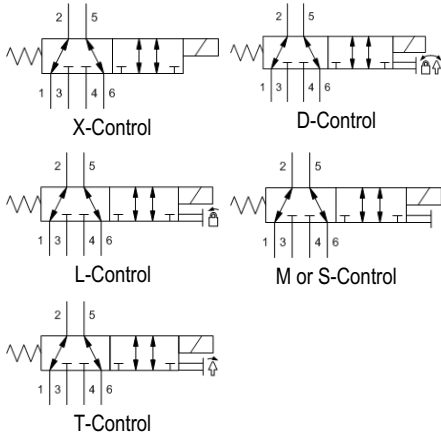 2 5
1 3 4 6
X-Control
2 5
1 3 4 6
D-Control
2 5
1 3 4 6
L-Control
2 5
1 3 4 6
M or S-Control
2 5
1 3 4 6
T-Control